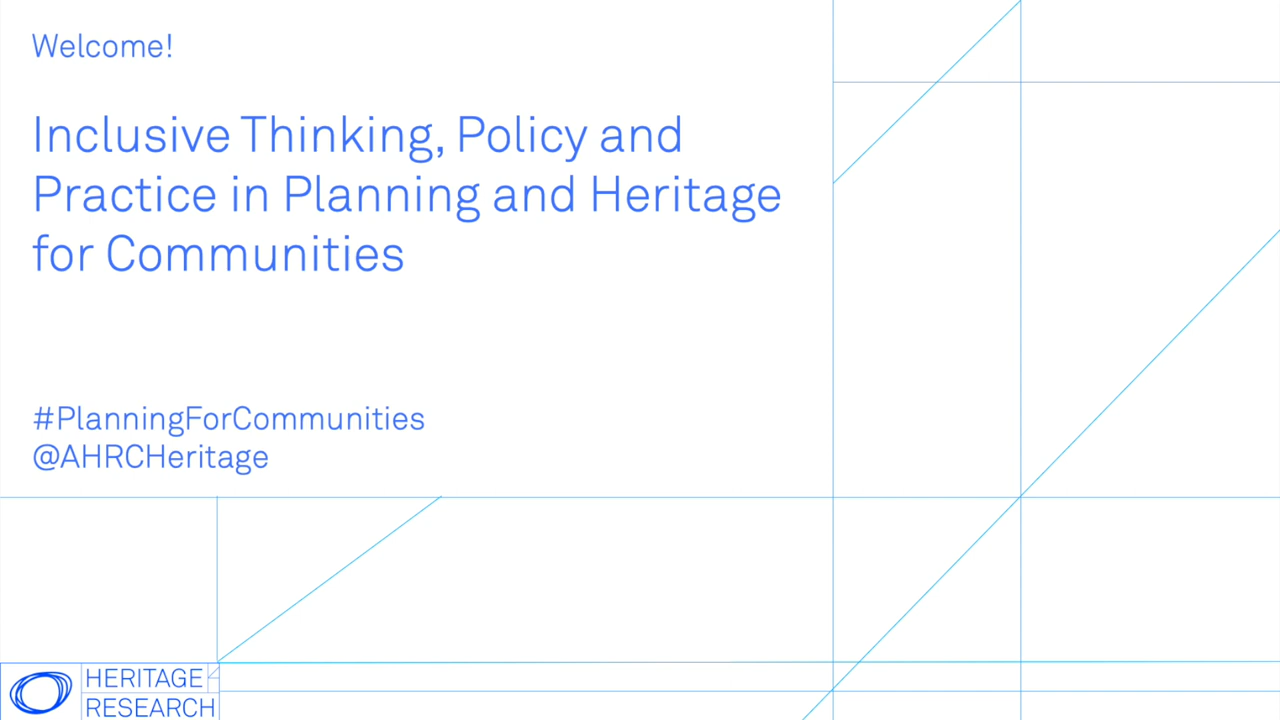 Welcome!
Inclusive Thinking, Policy and
Practice in Planning and Heritage
for Communities
#PlanningForCommunities
@AHRCHeritage
HERITAGE
RESEARCH